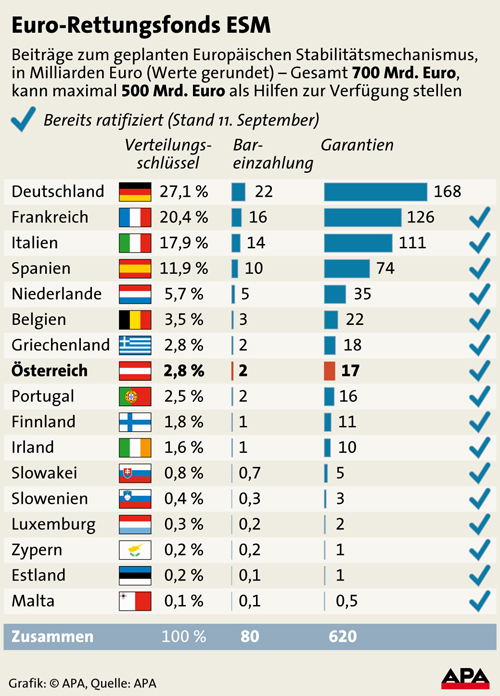 Euro-Rettungsfonds ESM
Beiträge zum geplanten Europäischen Stabilitätsmechanismus,
in Milliarden Euro (Werte gerundet) – Gesamt 700 Mrd. Euro,
kann maximal 500 Mrd. Euro als Hilfen zur Verfügung stellen
Bereits ratifiziert (Stand 11. September)
Verteilungs- Bar- Garantien
schlüssel einzahlung
Deutschland 27,1 % 22 168
Frankreich 20,4 % 16 126
Italien 17,9 % 14 111
Spanien 11,9 % 10 74
Niederlande 5,7 % 5 35
Belgien 3,5 % 3 22
Griechenland 2,8 % 2 18
Österreich 2,8 % 2 17
Portugal 2,5 % 2 16
Finnland 1,8 % 1 11
Irland 1,6 % 1 10
Slowakei 0,8 % 0,7 5
Slowenien 0,4 % 0,3 3
Luxemburg 0,3 % 0,2 2
Zypern 0,2 % 0,2 1
Estland 0,2 % 0,1 1
Malta 0,1 % 0,1 0,5
Zusammen 100 % 80 620
Grafik: © APA, Quelle: APA
APA